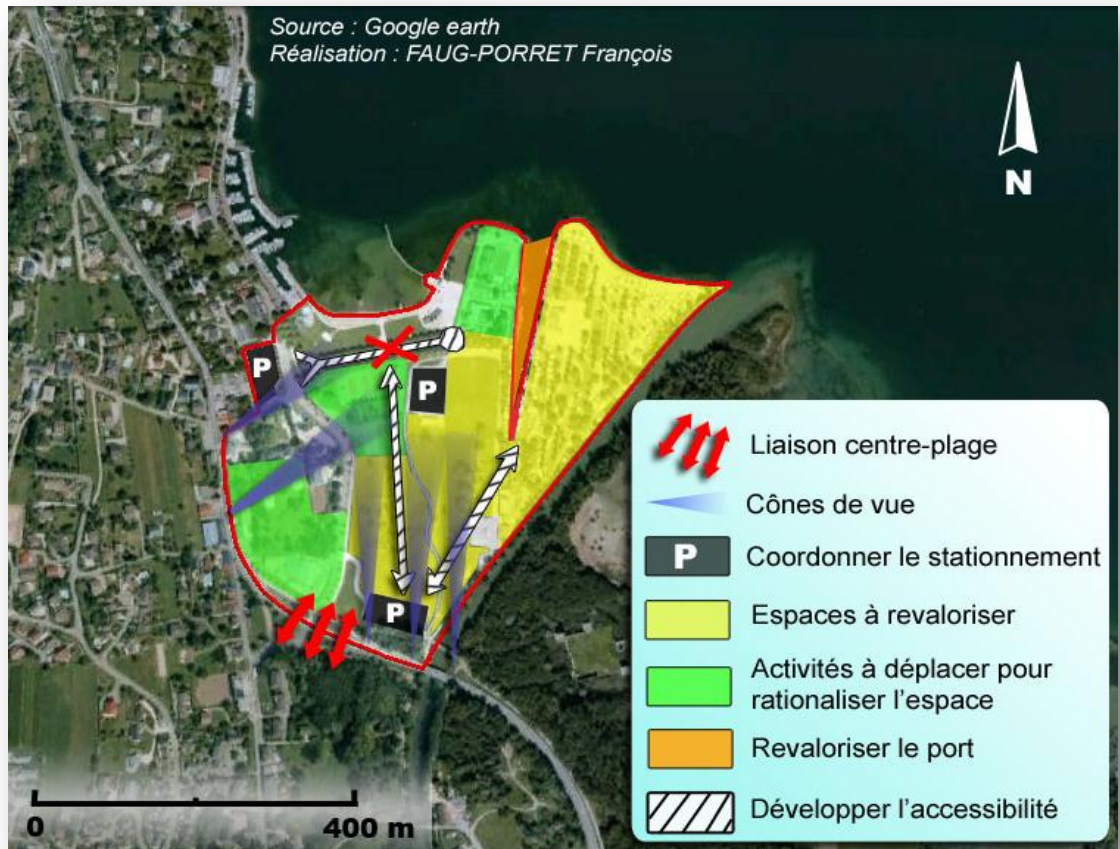 Source : Google earth
Réalisation : FAUG-PORRET François
N
P
P
P
0
400 m
Liaison centre-plage
Cônes de vue
P
Coordonner le stationnement
Espaces à revaloriser
Activités à déplacer pour
rationaliser l'espace
Revaloriser le port
Développer l'accessibilité